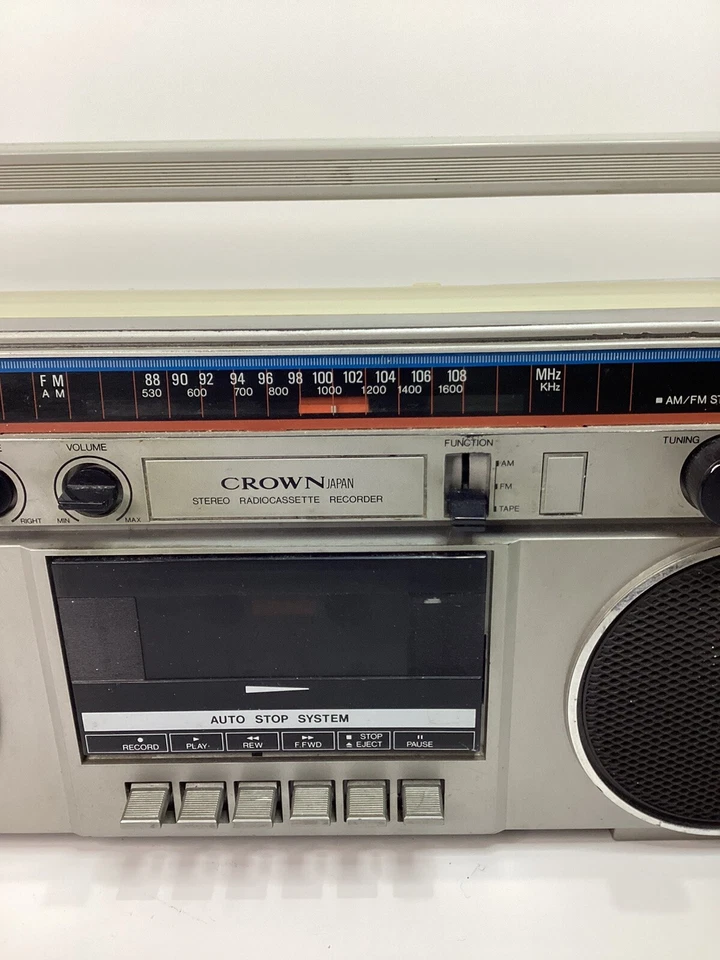 FM 88 90 92 94 96 98 100 102 104 106 108 MHz
AM 530 600 700 800 1000 1200 1400 1600 KHz
AM/FM ST
VOLUME
MIN MAX
RIGHT
CROWN JAPAN
STEREO RADIOCASSETTE RECORDER
FUNCTION
AM
FM
TAPE
TUNING
AUTO STOP SYSTEM
RECORD
PLAY
REW
F.FWD
STOP
EJECT
PAUSE